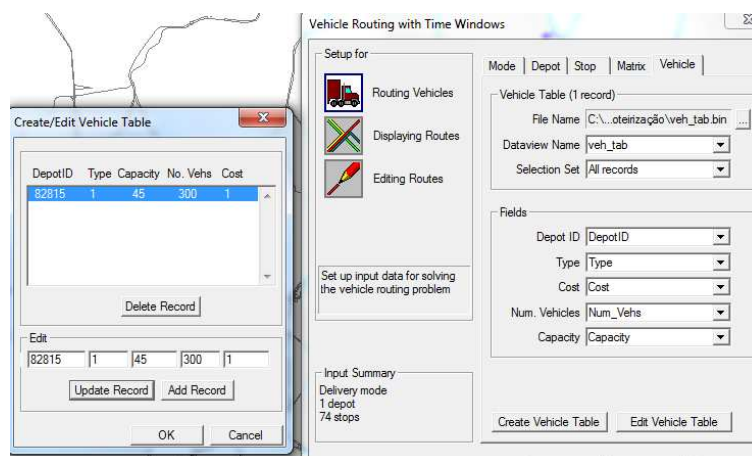 Create/Edit Vehicle Table
DepotID Type Capacity No. Vehs Cost
82815 1 45 300 1
Delete Record
Edit
82815 1 45 300 1
Update Record Add Record
OK Cancel
Vehicle Routing with Time Windows
Setup for
Routing Vehicles
Displaying Routes
Editing Routes
Set up input data for solving
the vehicle routing problem
Input Summary
Delivery mode
1 depot
74 stops
Mode Depot Stop Matrix Vehicle
Vehicle Table (1 record)
File Name C:\...oteirização\veh_tab.bin ...
Dataview Name veh_tab
Selection Set All records
Fields
Depot ID DepotID
Type Type
Cost Cost
Num. Vehicles Num_Vehs
Capacity Capacity
Create Vehicle Table Edit Vehicle Table